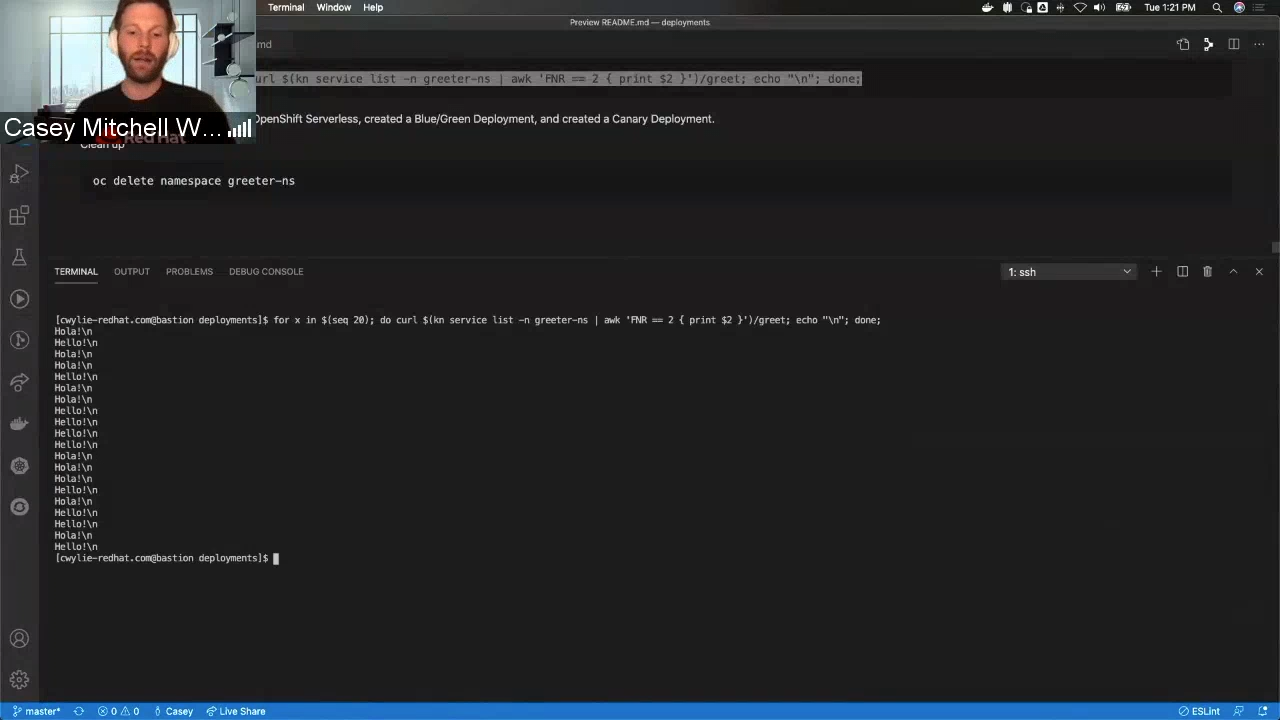 Terminal Window Help Tue 1:21 PM
Preview README.md — deployments
md
url $(kn service list -n greeter-ns | awk 'FNR == 2 { print $2 }')/greet; echo "\n"; done;
OpenShift Serverless, created a Blue/Green Deployment, and created a Canary Deployment.
Casey Mitchell W...
Red Hat
Clean up
oc delete namespace greeter-ns
TERMINAL OUTPUT PROBLEMS DEBUG CONSOLE 1: ssh
[cwylie-redhat.com@bastion deployments]$ for x in $(seq 20); do curl $(kn service list -n greeter-ns | awk 'FNR == 2 { print $2 }')/greet; echo "\n"; done;
Hola!\n
Hello!\n
Hola!\n
Hola!\n
Hello!\n
Hola!\n
Hola!\n
Hello!\n
Hello!\n
Hello!\n
Hello!\n
Hola!\n
Hola!\n
Hola!\n
Hello!\n
Hola!\n
Hello!\n
Hello!\n
Hola!\n
Hello!\n
[cwylie-redhat.com@bastion deployments]$
master* 0 0 Casey Live Share ESLint